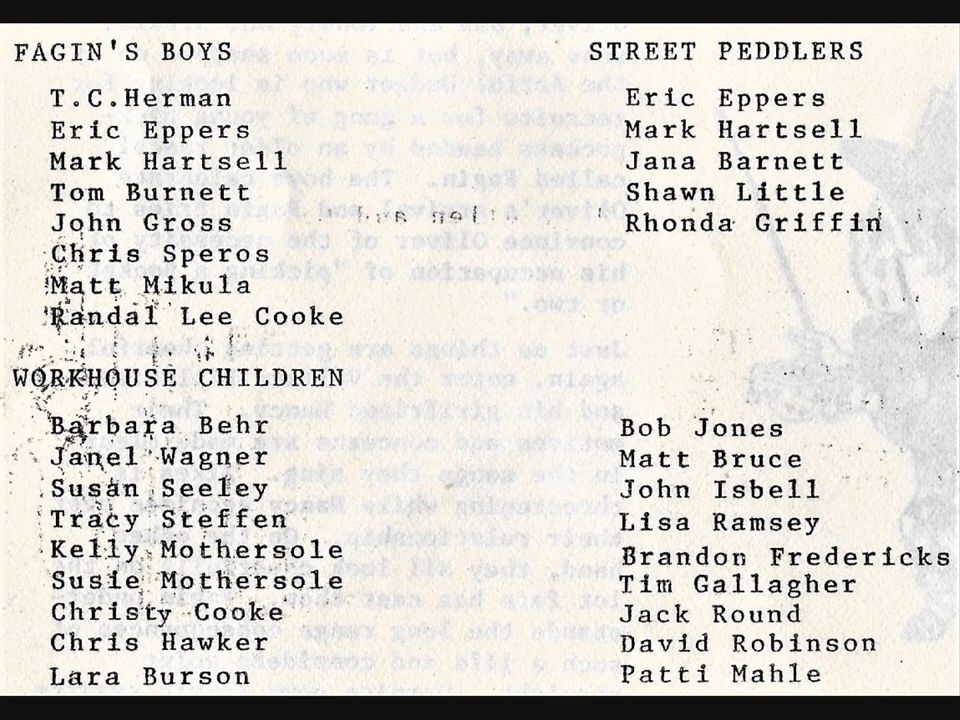 FAGIN'S BOYS
T.C.Herman
Eric Eppers
Mark Hartsell
Tom Burnett
John Gross
Chris Speros
Matt Mikula
Randal Lee Cooke
STREET PEDDLERS
Eric Eppers
Mark Hartsell
Jana Barnett
Shawn Little
Rhonda Griffin
WORKHOUSE CHILDREN
Barbara Behr
Janel Wagner
Susan Seeley
Tracy Steffen
Kelly Mothersole
Susie Mothersole
Christy Cooke
Chris Hawker
Lara Burson
Bob Jones
Matt Bruce
John Isbell
Lisa Ramsey
Brandon Fredericks
Tim Gallagher
Jack Round
David Robinson
Patti Mahle